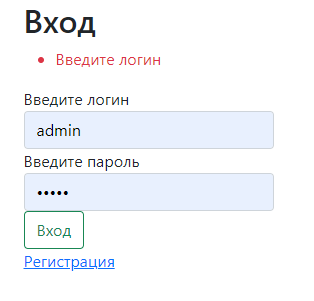 Вход
Введите логин
Введите логин
admin
Введите пароль
•••••
Вход
Регистрация